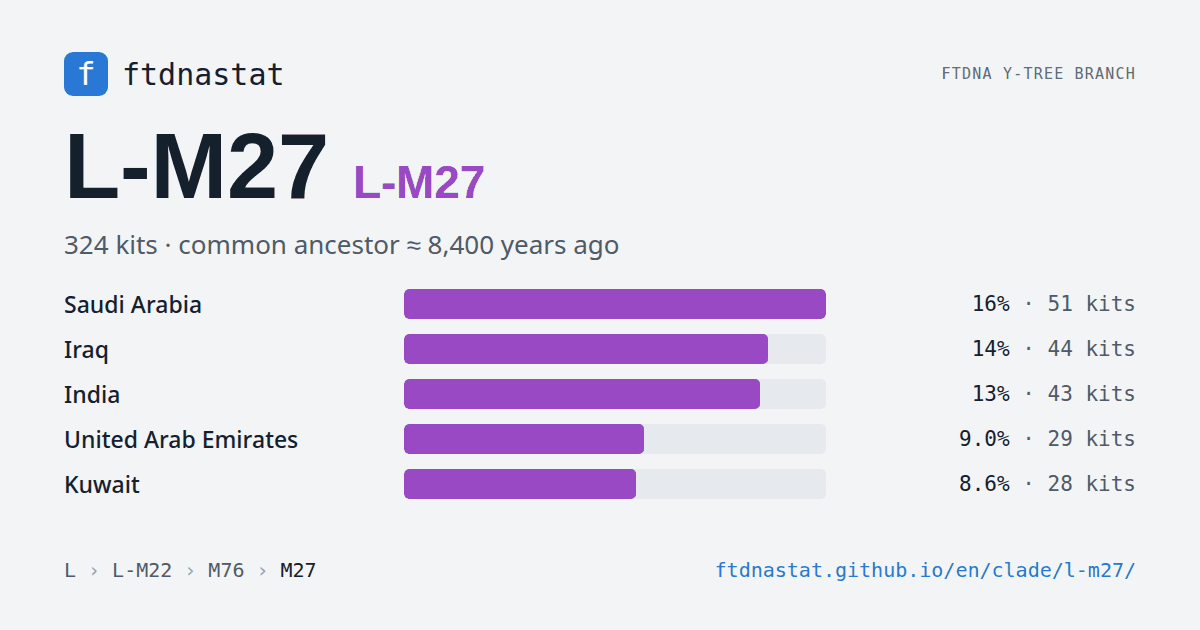 f ftdnastat
FTDNA Y-TREE BRANCH
L-M27 L-M27
324 kits · common ancestor ≈ 8,400 years ago
Saudi Arabia 16% · 51 kits
Iraq 14% · 44 kits
India 13% · 43 kits
United Arab Emirates 9.0% · 29 kits
Kuwait 8.6% · 28 kits
L › L-M22 › M76 › M27
ftdnastat.github.io/en/clade/l-m27/